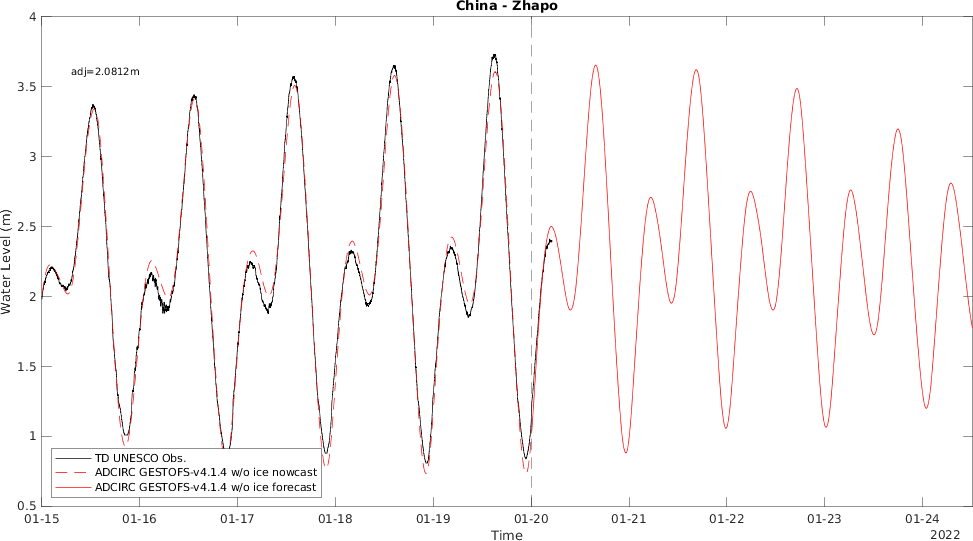 China - Zhapo
adj=2.0812m
4
3.5
3
2.5
2
1.5
1
0.5
Water Level (m)
TD UNESCO Obs.
ADCIRC GESTOFS-v4.1.4 w/o ice nowcast
ADCIRC GESTOFS-v4.1.4 w/o ice forecast
01-15 01-16 01-17 01-18 01-19 01-20 01-21 01-22 01-23 01-24
Time
2022